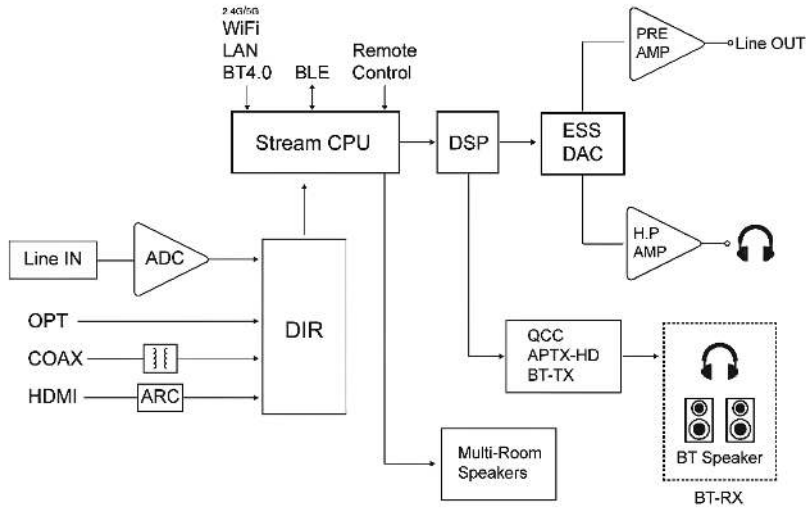 2.4G/5G
WiFi
LAN
BT4.0
BLE
Remote
Control
Stream CPU
DSP
ESS
DAC
PRE
AMP
Line OUT
H.P
AMP
Line IN
ADC
OPT
COAX
HDMI
ARC
DIR
QCC
APTX-HD
BT-TX
Multi-Room
Speakers
BT Speaker
BT-RX